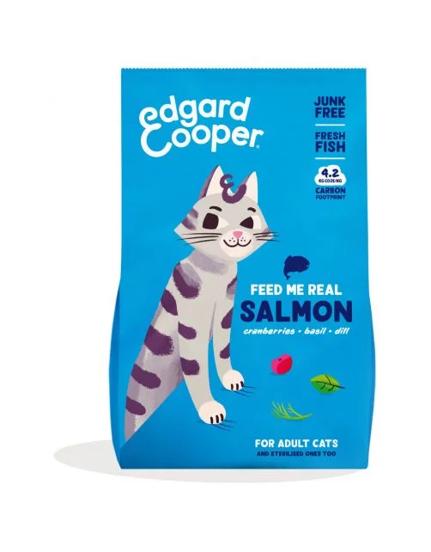 edgard
Cooper®
JUNK
FREE
FRESH
FISH
4.2
CARBON
FOOTPRINT
FEED ME REAL
SALMON
cranberries • basil • dill
FOR ADULT CATS
AND STERILISED ONES TOO